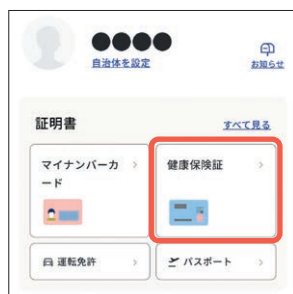 ●●●●
自治体を設定
お知らせ
証明書
すべて見る
マイナンバーカ
ード
健康保険証
運転免許
パスポート